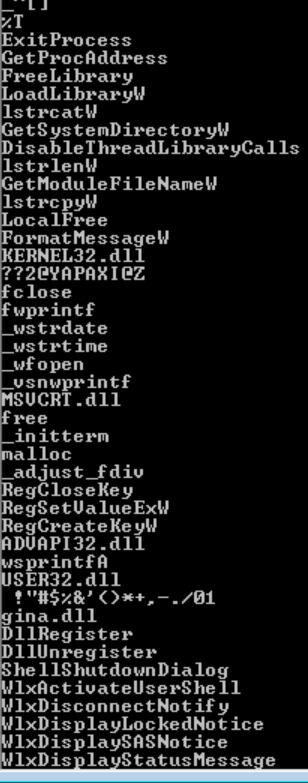 _^[]
%T
ExitProcess
GetProcAddress
FreeLibrary
LoadLibraryW
lstrcatW
GetSystemDirectoryW
DisableThreadLibraryCalls
lstrlenW
GetModuleFileNameW
lstrcpyW
LocalFree
FormatMessageW
KERNEL32.dll
??2@YAPAXI@Z
fclose
fwprintf
_wstrdate
_wstrtime
_wfopen
_vsnwprintf
MSVCRT.dll
free
_initterm
malloc
_adjust_fdiv
RegCloseKey
RegSetValueExW
RegCreateKeyW
ADVAPI32.dll
wsprintfA
USER32.dll
 !"#$%&'()*+,-./01
gina.dll
DllRegister
DllUnregister
ShellShutdownDialog
WlxActivateUserShell
WlxDisconnectNotify
WlxDisplayLockedNotice
WlxDisplaySASNotice
WlxDisplayStatusMessage